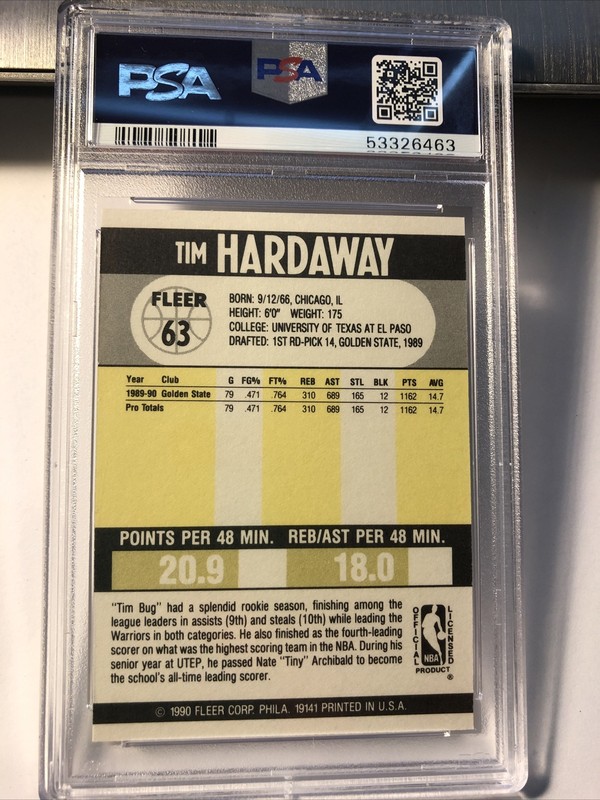 PSA PSA
53326463
TIM HARDAWAY
FLEER
63
BORN: 9/12/66, CHICAGO, IL
HEIGHT: 6'0" WEIGHT: 175
COLLEGE: UNIVERSITY OF TEXAS AT EL PASO
DRAFTED: 1ST RD-PICK 14, GOLDEN STATE, 1989
Year Club G FG% FT% REB AST STL BLK PTS AVG
1989-90 Golden State 79 .471 .764 310 689 165 12 1162 14.7
Pro Totals 79 .471 .764 310 689 165 12 1162 14.7
POINTS PER 48 MIN. REB/AST PER 48 MIN.
20.9 18.0
"Tim Bug" had a splendid rookie season, finishing among the
league leaders in assists (9th) and steals (10th) while leading the
Warriors in both categories. He also finished as the fourth-leading
scorer on what was the highest scoring team in the NBA. During his
senior year at UTEP, he passed Nate "Tiny" Archibald to become
the school's all-time leading scorer.
OFFICIAL LICENSED
NBA
PRODUCT ®
© 1990 FLEER CORP. PHILA. 19141 PRINTED IN U.S.A.